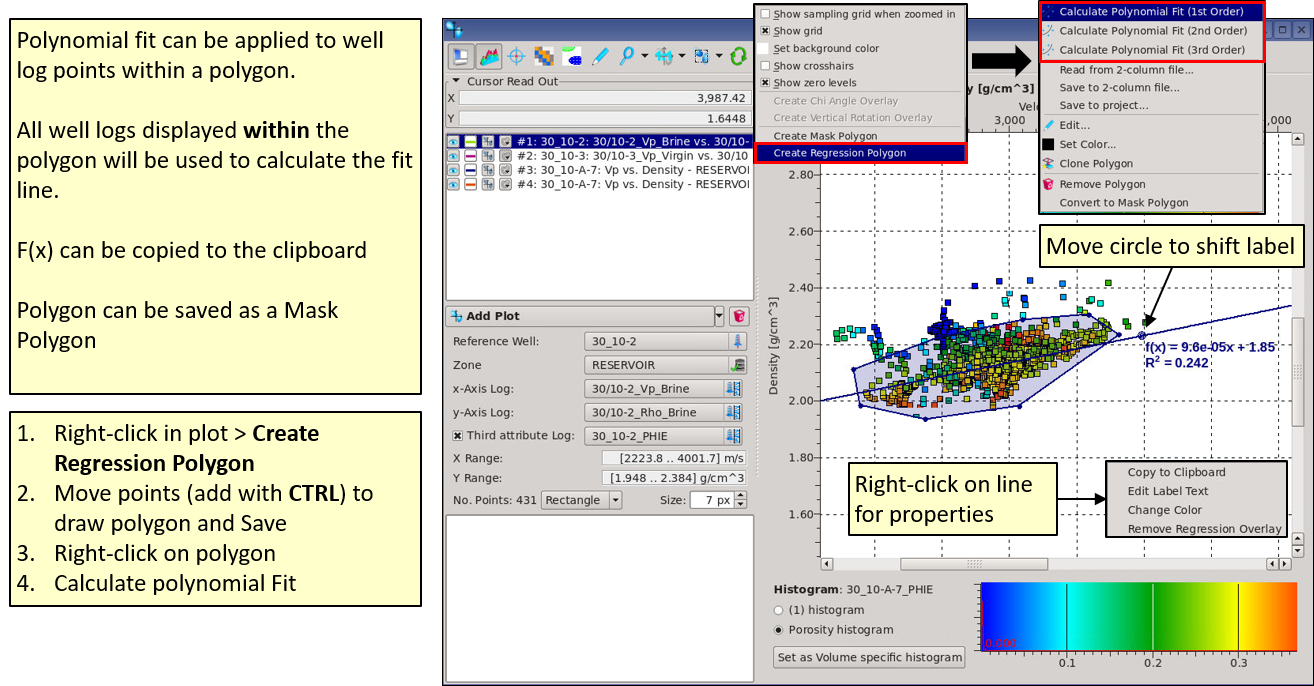 Polynomial fit can be applied to well
log points within a polygon.
All well logs displayed within the
polygon will be used to calculate the fit
line.
F(x) can be copied to the clipboard
Polygon can be saved as a Mask
Polygon
1. Right-click in plot > Create
Regression Polygon
2. Move points (add with CTRL) to
draw polygon and Save
3. Right-click on polygon
4. Calculate polynomial Fit
Cursor Read Out
X 3,987.42
Y 1.6448
#1: 30_10-2: 30/10-2_Vp_Brine vs. 30/10-
#2: 30_10-3: 30/10-3_Vp_Virgin vs. 30/10
#3: 30_10-A-7: Vp vs. Density - RESERVOI
#4: 30_10-A-7: Vp vs. Density - RESERVOI
Add Plot
Reference Well: 30_10-2
Zone RESERVOIR
x-Axis Log: 30/10-2_Vp_Brine
y-Axis Log: 30/10-2_Rho_Brine
Third attribute Log: 30_10-2_PHIE
X Range: [2223.8 .. 4001.7] m/s
Y Range: [1.948 .. 2.384] g/cm^3
No. Points: 431 Rectangle Size: 7 px
Show sampling grid when zoomed in
Show grid
Set background color
Show crosshairs
Show zero levels
Create Chi Angle Overlay
Create Vertical Rotation Overlay
Create Mask Polygon
Create Regression Polygon
Calculate Polynomial Fit (1st Order)
Calculate Polynomial Fit (2nd Order)
Calculate Polynomial Fit (3rd Order)
Read from 2-column file...
Save to 2-column file...
Save to project...
Edit...
Set Color...
Clone Polygon
Remove Polygon
Convert to Mask Polygon
y [g/cm^3]
Velo
3,000
,000
2.80
2.60
2.40
2.20
2.00
1.80
1.60
Density [g/cm^3]
Move circle to shift label
f(x) = 9.6e-05x + 1.85
R² = 0.242
Right-click on line
for properties
Copy to Clipboard
Edit Label Text
Change Color
Remove Regression Overlay
Histogram: 30_10-A-7_PHIE
(1) histogram
Porosity histogram
Set as Volume specific histogram
0.000
0.1 0.2 0.3